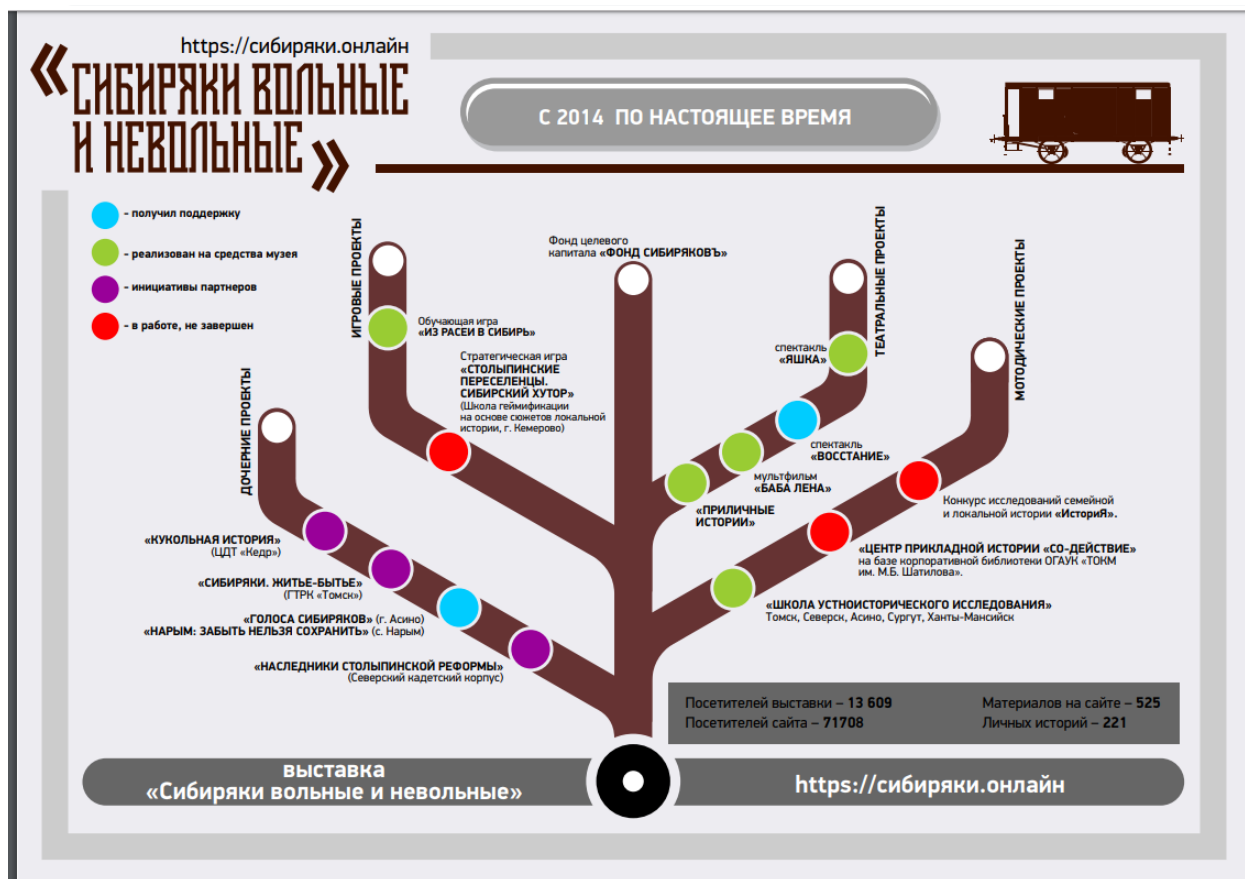 https://сибиряки.онлайн
«СИБИРЯКИ ВОЛЬНЫЕ
И НЕВОЛЬНЫЕ»
С 2014 ПО НАСТОЯЩЕЕ ВРЕМЯ
- получил поддержку
- реализован на средства музея
- инициативы партнеров
- в работе, не завершен
ДОЧЕРНИЕ ПРОЕКТЫ
«КУКОЛЬНАЯ ИСТОРИЯ»
(ЦДТ «Кедр»)
«СИБИРЯКИ. ЖИТЬЕ-БЫТЬЕ»
(ГТРК «Томск»)
«ГОЛОСА СИБИРЯКОВ» (г. Асино)
«НАРЫМ: ЗАБЫТЬ НЕЛЬЗЯ СОХРАНИТЬ» (с. Нарым)
«НАСЛЕДНИКИ СТОЛЫПИНСКОЙ РЕФОРМЫ»
(Северский кадетский корпус)
ИГРОВЫЕ ПРОЕКТЫ
Обучающая игра
«ИЗ РАСЕИ В СИБИРЬ»
Стратегическая игра
«СТОЛЫПИНСКИЕ
ПЕРЕСЕЛЕНЦЫ.
СИБИРСКИЙ ХУТОР»
(Школа геймификации
на основе сюжетов локальной
истории, г. Кемерово)
Фонд целевого
капитала «ФОНД СИБИРЯКОВЪ»
ТЕАТРАЛЬНЫЕ ПРОЕКТЫ
спектакль
«ЯШКА»
спектакль
«ВОССТАНИЕ»
мультфильм
«БАБА ЛЕНА»
«ПРИЛИЧНЫЕ
ИСТОРИИ»
МОТОДИЧЕСКИЕ ПРОЕКТЫ
Конкурс исследований семейной
и локальной истории «ИсториЯ».
«ЦЕНТР ПРИКЛАДНОЙ ИСТОРИИ «СО-ДЕЙСТВИЕ»
на базе корпоративной библиотеки ОГАУК «ТОКМ
им. М.Б. Шатилова».
«ШКОЛА УСТНОИСТОРИЧЕСКОГО ИССЛЕДОВАНИЯ»
Томск, Северск, Асино, Сургут, Ханты-Мансийск
Посетителей выставки – 13 609
Посетителей сайта – 71708
Материалов на сайте – 525
Личных историй – 221
выставка
«Сибиряки вольные и невольные»
https://сибиряки.онлайн